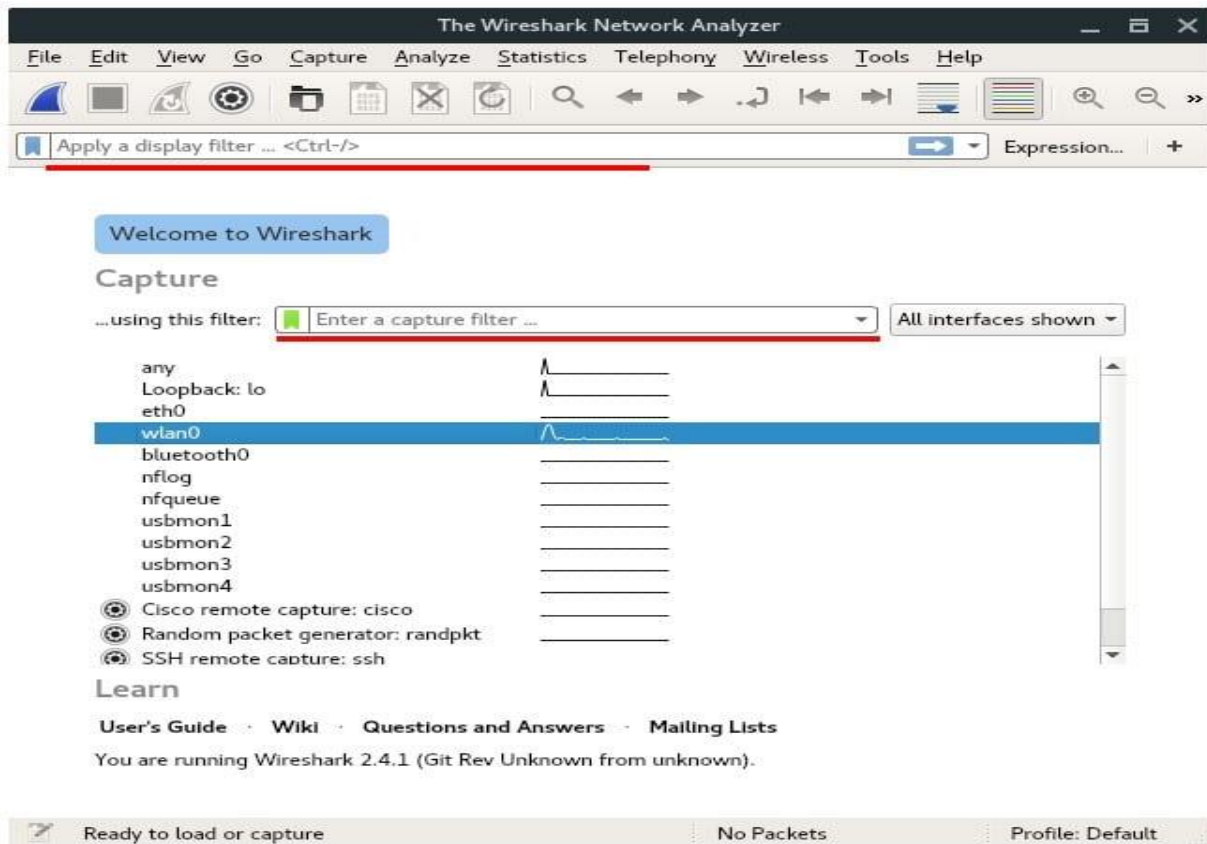 The Wireshark Network Analyzer
File Edit View Go Capture Analyze Statistics Telephony Wireless Tools Help
Apply a display filter ... <Ctrl-/> Expression... +
Welcome to Wireshark
Capture
...using this filter: Enter a capture filter ... All interfaces shown
any
Loopback: lo
eth0
wlan0
bluetooth0
nflog
nfqueue
usbmon1
usbmon2
usbmon3
usbmon4
Cisco remote capture: cisco
Random packet generator: randpkt
SSH remote capture: ssh
Learn
User's Guide · Wiki · Questions and Answers · Mailing Lists
You are running Wireshark 2.4.1 (Git Rev Unknown from unknown).
Ready to load or capture No Packets Profile: Default